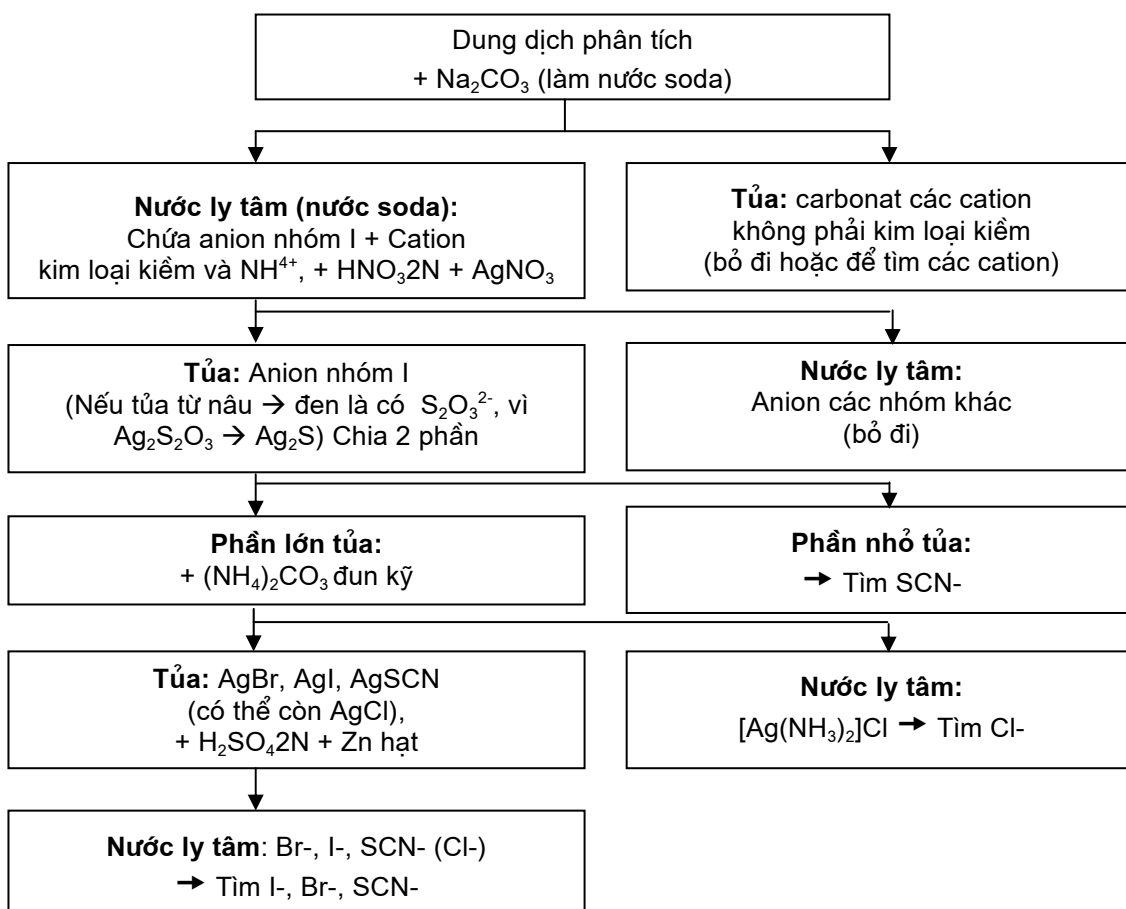 Dung dịch phân tích
+ Na₂CO₃ (làm nước soda)
Nước ly tâm (nước soda):
Chứa anion nhóm I + Cation
kim loại kiềm và NH⁴⁺, + HNO₃2N + AgNO₃
Tủa: carbonat các cation
không phải kim loại kiềm
(bỏ đi hoặc để tìm các cation)
Tủa: Anion nhóm I
(Nếu tủa từ nâu → đen là có S₂O₃²⁻, vì
Ag₂S₂O₃ → Ag₂S) Chia 2 phần
Nước ly tâm:
Anion các nhóm khác
(bỏ đi)
Phần lớn tủa:
+ (NH₄)₂CO₃ đun kỹ
Phần nhỏ tủa:
→ Tìm SCN-
Tủa: AgBr, AgI, AgSCN
(có thể còn AgCl),
+ H₂SO₄2N + Zn hạt
Nước ly tâm:
[Ag(NH₃)₂]Cl → Tìm Cl-
Nước ly tâm: Br-, I-, SCN- (Cl-)
→ Tìm I-, Br-, SCN-